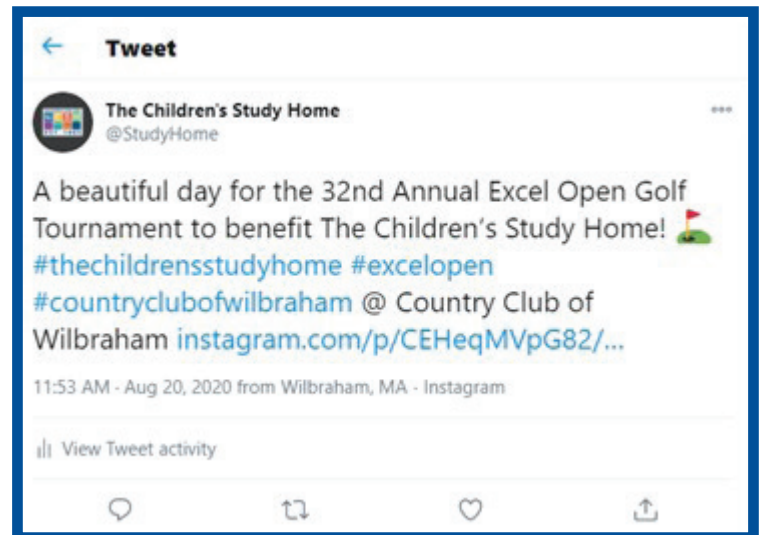 Tweet
The Children's Study Home
@StudyHome
A beautiful day for the 32nd Annual Excel Open Golf
Tournament to benefit The Children's Study Home! ⛳
#thechildrensstudyhome #excelopen
#countryclubofwilbraham @ Country Club of
Wilbraham instagram.com/p/CEHeqMVpG82/...
11:53 AM · Aug 20, 2020 from Wilbraham, MA · Instagram
View Tweet activity